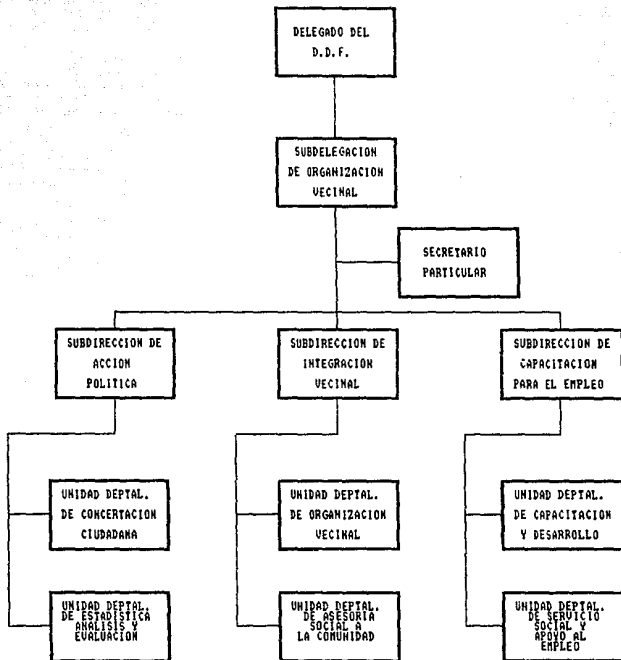 DELEGADO DEL
D.D.F.
SUBDELEGACION
DE ORGANIZACION
VECINAL
SECRETARIO
PARTICULAR
SUBDIRECCION DE
ACCION
POLITICA
SUBDIRECCION DE
INTEGRACION
VECINAL
SUBDIRECCION DE
CAPACITACION
PARA EL EMPLEO
UNIDAD DEPTAL.
DE CONCERTACION
CIUDADANA
UNIDAD DEPTAL.
DE ORGANIZACION
VECINAL
UNIDAD DEPTAL.
DE CAPACITACION
Y DESARROLLO
UNIDAD DEPTAL.
DE ESTADISTICA
ANALISIS Y
EVALUACION
UNIDAD DEPTAL.
DE ASESORIA
SOCIAL A
LA COMUNIDAD
UNIDAD DEPTAL.
DE SERVICIO
SOCIAL Y
APOYO AL
EMPLEO